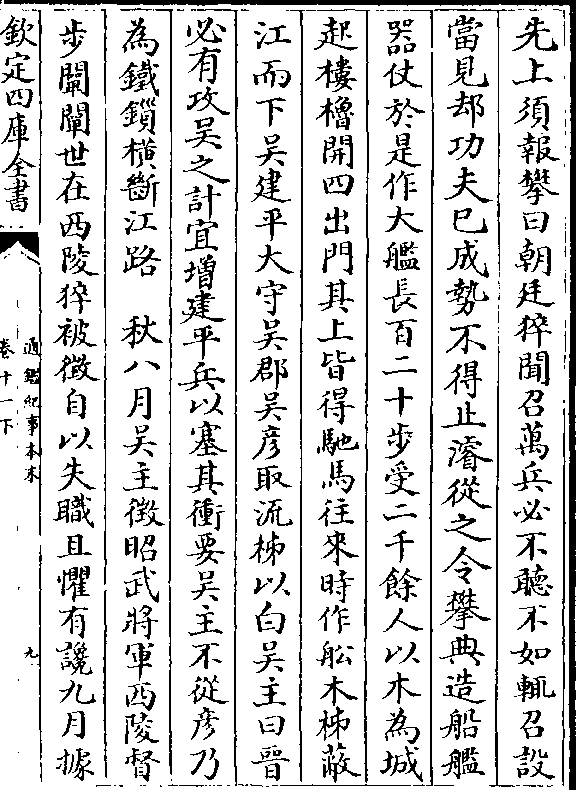 先上須報攀曰朝廷猝聞召萬兵必不聽不如輒召設
當見却功夫已成勢不得止濬從之令攀典造船艦
器仗於是作大艦長百二十步受二千餘人以木為城
起樓櫓開四出門其上皆得馳馬往來時作船木柹蔽
江而下吳建平太守吳郡吳彥取流柹以白吳主曰晉
必有攻吳之計宜增建平兵以塞其衝要吳主不從彥乃
為鐵鎖橫斷江路　秋八月吳主徵昭武將軍西陵督
步闡闡世在西陵猝被徵自以失職且懼有讒九月據
欽定四庫全書
通鑑紀事本末
卷十一下
九